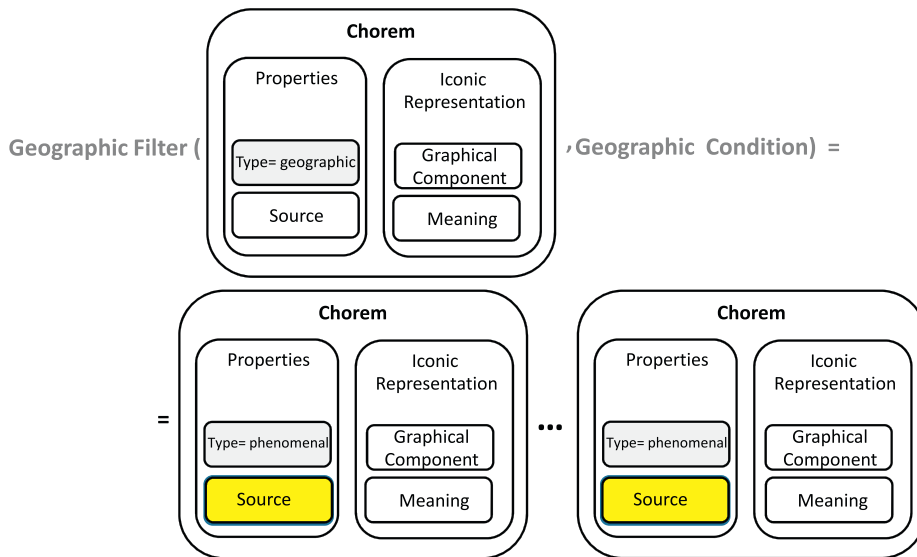 Chorem
Properties
Iconic
Representation
Geographic Filter (
Type= geographic
Graphical
Component
,Geographic Condition) =
Source
Meaning
Chorem
Chorem
Properties
Iconic
Representation
Properties
Iconic
Representation
=
Type= phenomenal
Graphical
Component
...
Type= phenomenal
Graphical
Component
Source
Meaning
Source
Meaning